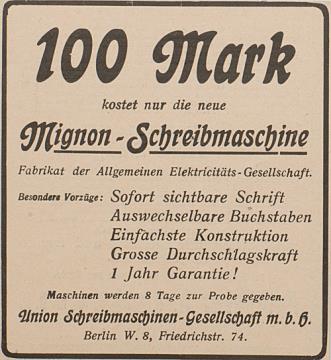 100 Mark
kostet nur die neue
Mignon-Schreibmaschine
Fabrikat der Allgemeinen Elektricitäts-Gesellschaft.
Besondere Vorzüge: Sofort sichtbare Schrift
Auswechselbare Buchstaben
Einfachste Konstruktion
Grosse Durchschlagskraft
1 Jahr Garantie!
Maschinen werden 8 Tage zur Probe gegeben.
Union Schreibmaschinen-Gesellschaft m. b. H.
Berlin W. 8, Friedrichstr. 74.